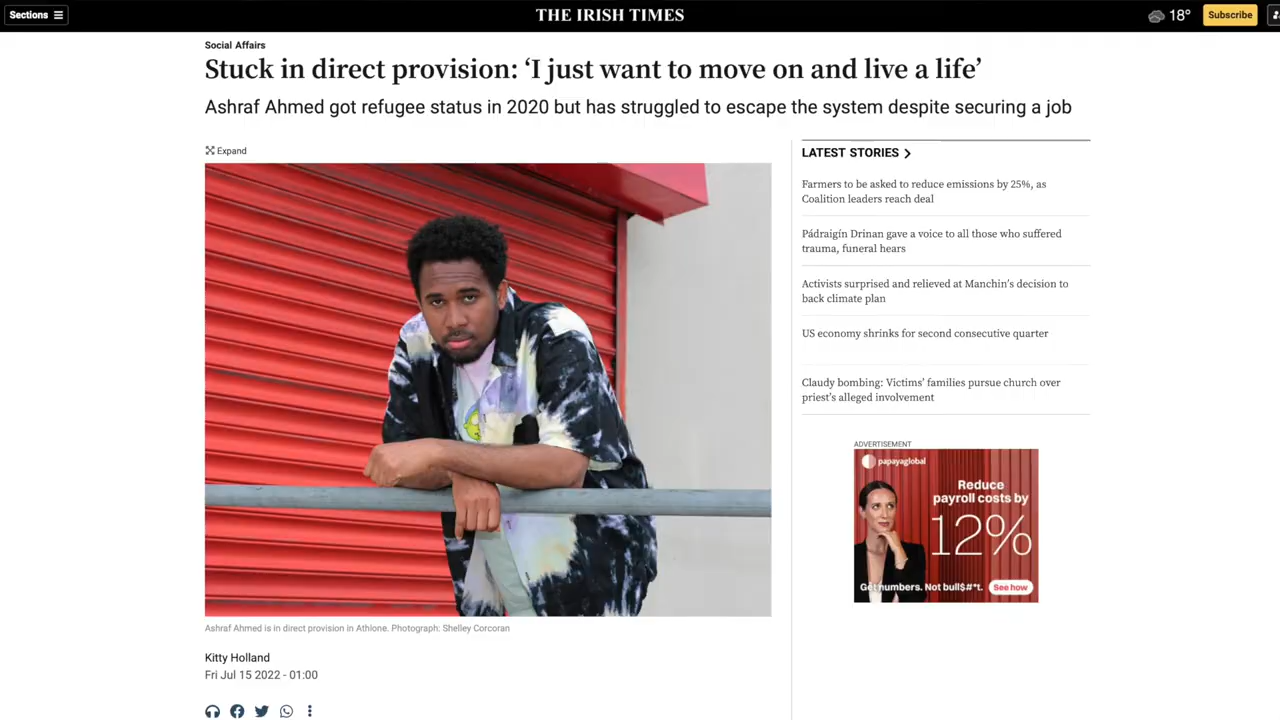 Sections
THE IRISH TIMES
18°
Subscribe
Social Affairs
Stuck in direct provision: ‘I just want to move on and live a life’
Ashraf Ahmed got refugee status in 2020 but has struggled to escape the system despite securing a job
Expand
Ashraf Ahmed is in direct provision in Athlone. Photograph: Shelley Corcoran
Kitty Holland
Fri Jul 15 2022 - 01:00
LATEST STORIES
Farmers to be asked to reduce emissions by 25%, as
Coalition leaders reach deal
Pádraigín Drinan gave a voice to all those who suffered
trauma, funeral hears
Activists surprised and relieved at Manchin’s decision to
back climate plan
US economy shrinks for second consecutive quarter
Claudy bombing: Victims’ families pursue church over
priest’s alleged involvement
ADVERTISEMENT
papayaglobal
Reduce
payroll costs by
12%
Get numbers. Not bull$#*t.
See how